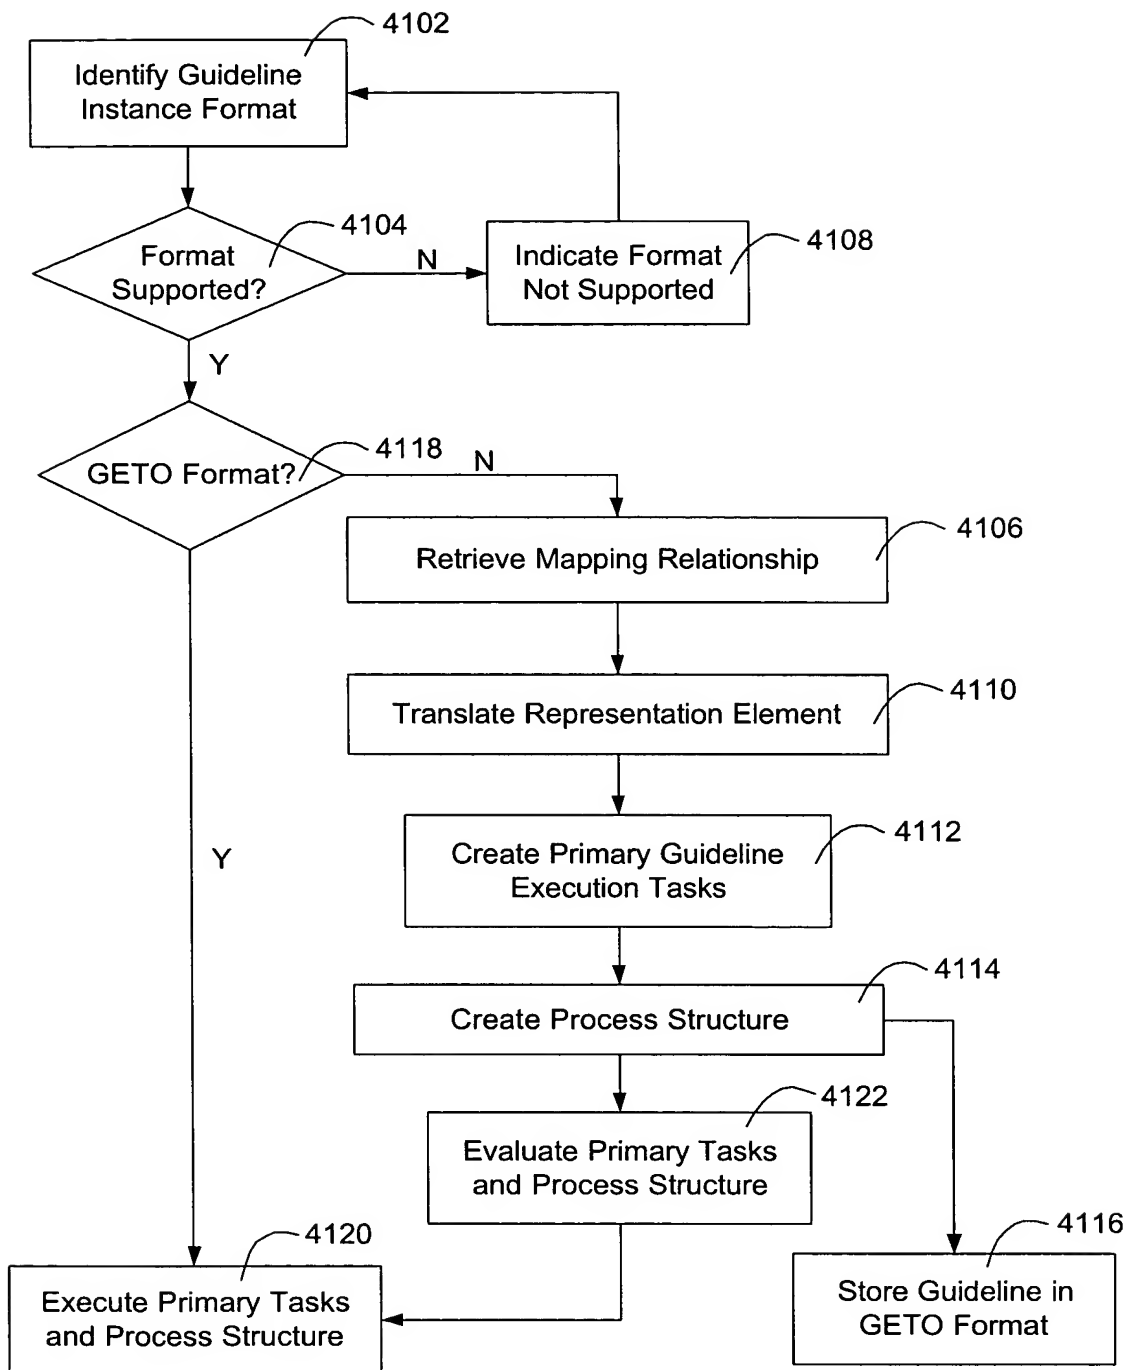 4102
Identify Guideline
Instance Format
4104
Format
Supported?
N
4108
Indicate Format
Not Supported
Y
4118
GETO Format?
N
4106
Retrieve Mapping Relationship
4110
Translate Representation Element
4112
Create Primary Guideline
Execution Tasks
Y
4114
Create Process Structure
4122
Evaluate Primary Tasks
and Process Structure
4120
Execute Primary Tasks
and Process Structure
4116
Store Guideline in
GETO Format